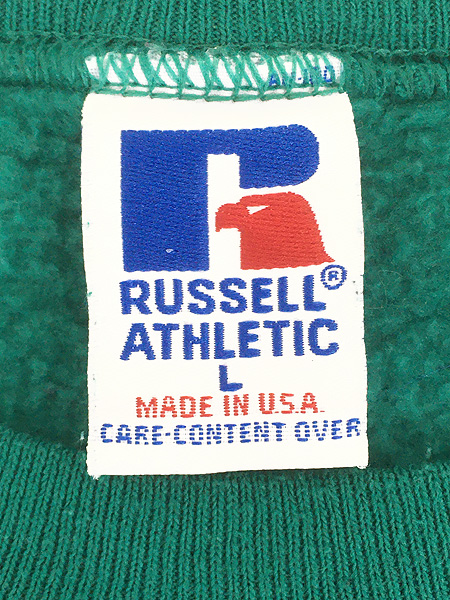 RUSSELL®
ATHLETIC
L
MADE IN U.S.A.
CARE-CONTENT OVER